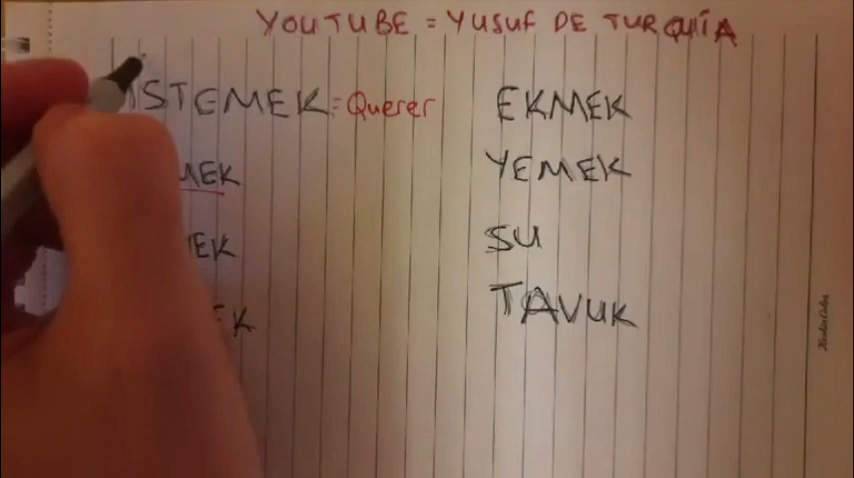 YOUTUBE = YUSUF DE TURQUÍA
İSTEMEK = Querer
EKMEK
YEMEK
SU
TAVUK